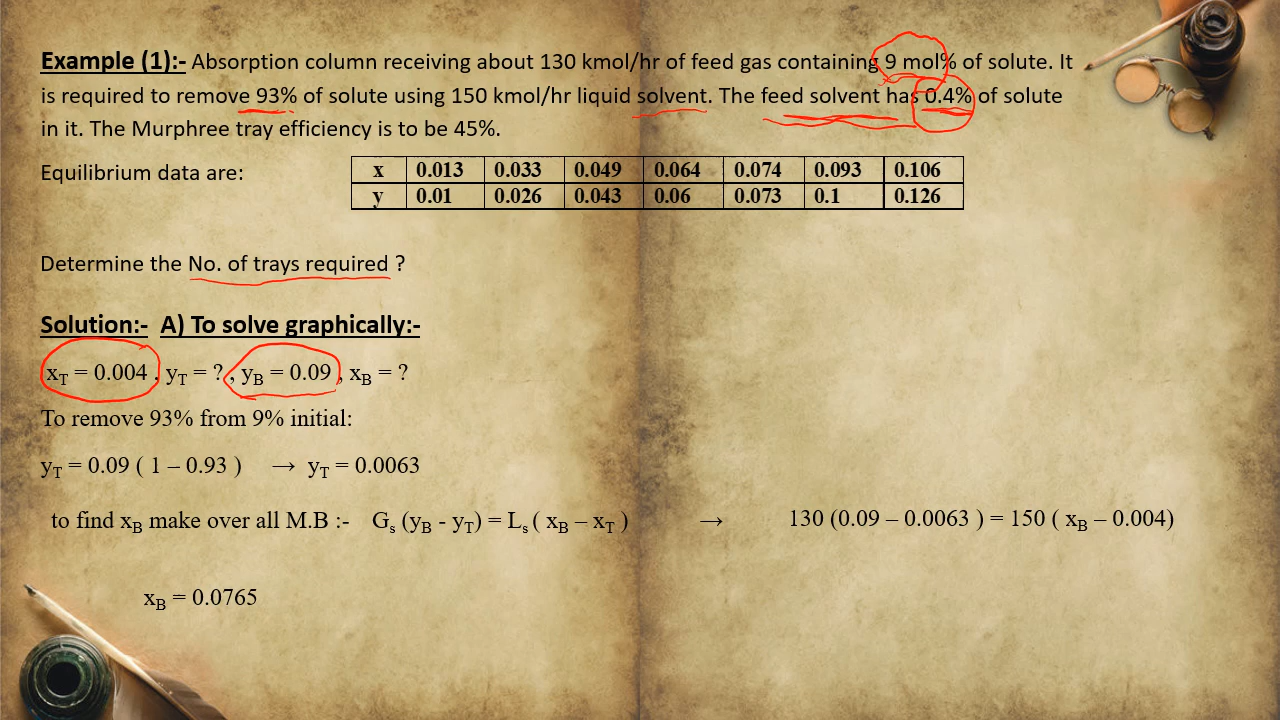 Example (1):- Absorption column receiving about 130 kmol/hr of feed gas containing 9 mol% of solute. It
is required to remove 93% of solute using 150 kmol/hr liquid solvent. The feed solvent has 0.4% of solute
in it. The Murphree tray efficiency is to be 45%.
Equilibrium data are:
x 0.013 0.033 0.049 0.064 0.074 0.093 0.106
y 0.01 0.026 0.043 0.06 0.073 0.1 0.126
Determine the No. of trays required ?
Solution:- A) To solve graphically:-
xT = 0.004 , yT = ? , yB = 0.09 , xB = ?
To remove 93% from 9% initial:
yT = 0.09 ( 1 – 0.93 ) → yT = 0.0063
to find xB make over all M.B :- Gs (yB - yT) = Ls ( xB – xT ) → 130 (0.09 – 0.0063 ) = 150 ( xB – 0.004)
xB = 0.0765